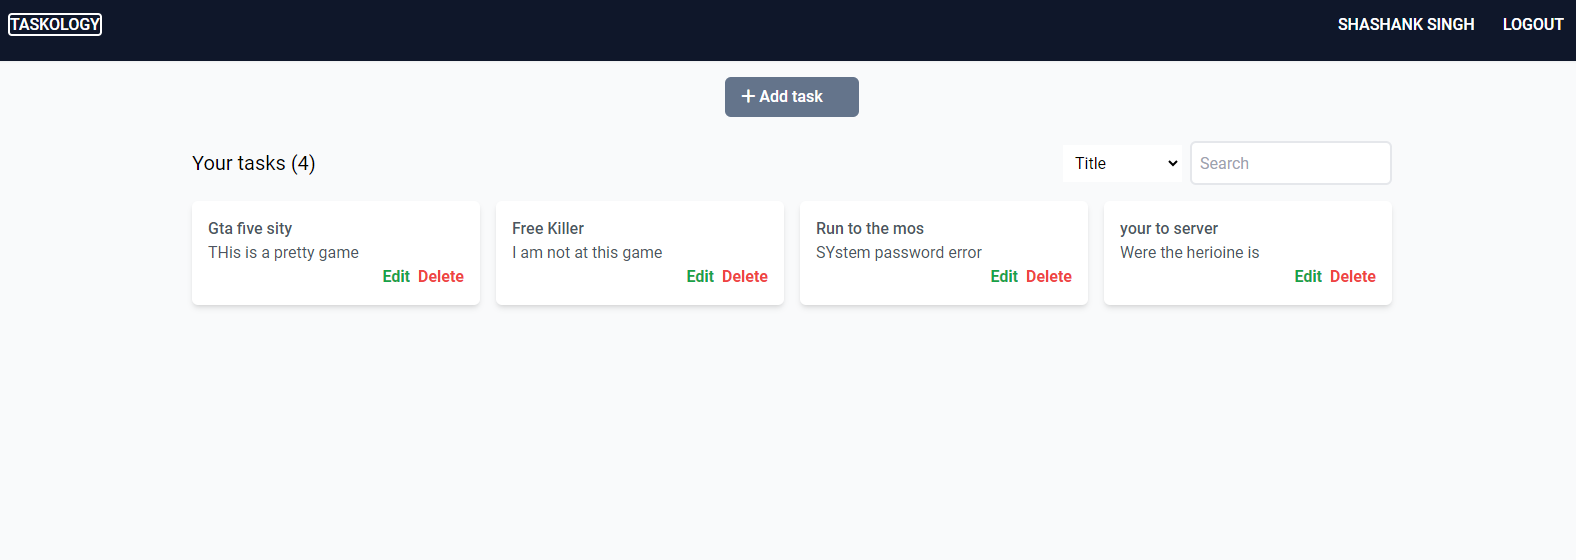 TASKOLOGY
SHASHANK SINGH LOGOUT
+ Add task
Your tasks (4)
Title
Search
Gta five sity
THis is a pretty game
Edit Delete
Free Killer
I am not at this game
Edit Delete
Run to the mos
SYstem password error
Edit Delete
your to server
Were the herioine is
Edit Delete